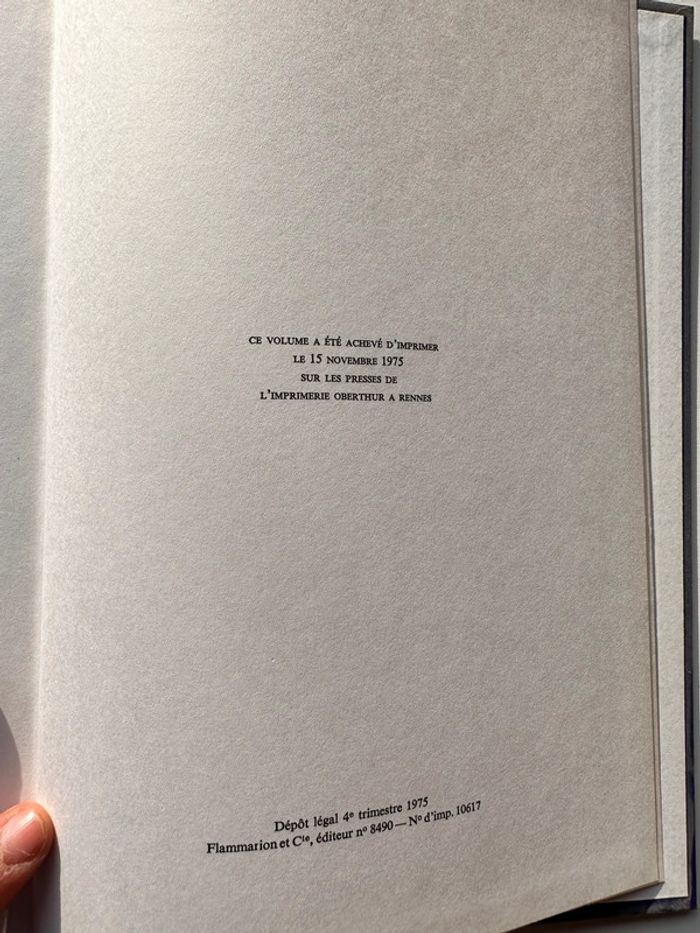 CE VOLUME A ÉTÉ ACHEVÉ D'IMPRIMER
LE 15 NOVEMBRE 1975
SUR LES PRESSES DE
L'IMPRIMERIE OBERTHUR A RENNES
Dépôt légal 4e trimestre 1975
Flammarion et Cie, éditeur no 8490 — No d'imp. 10617